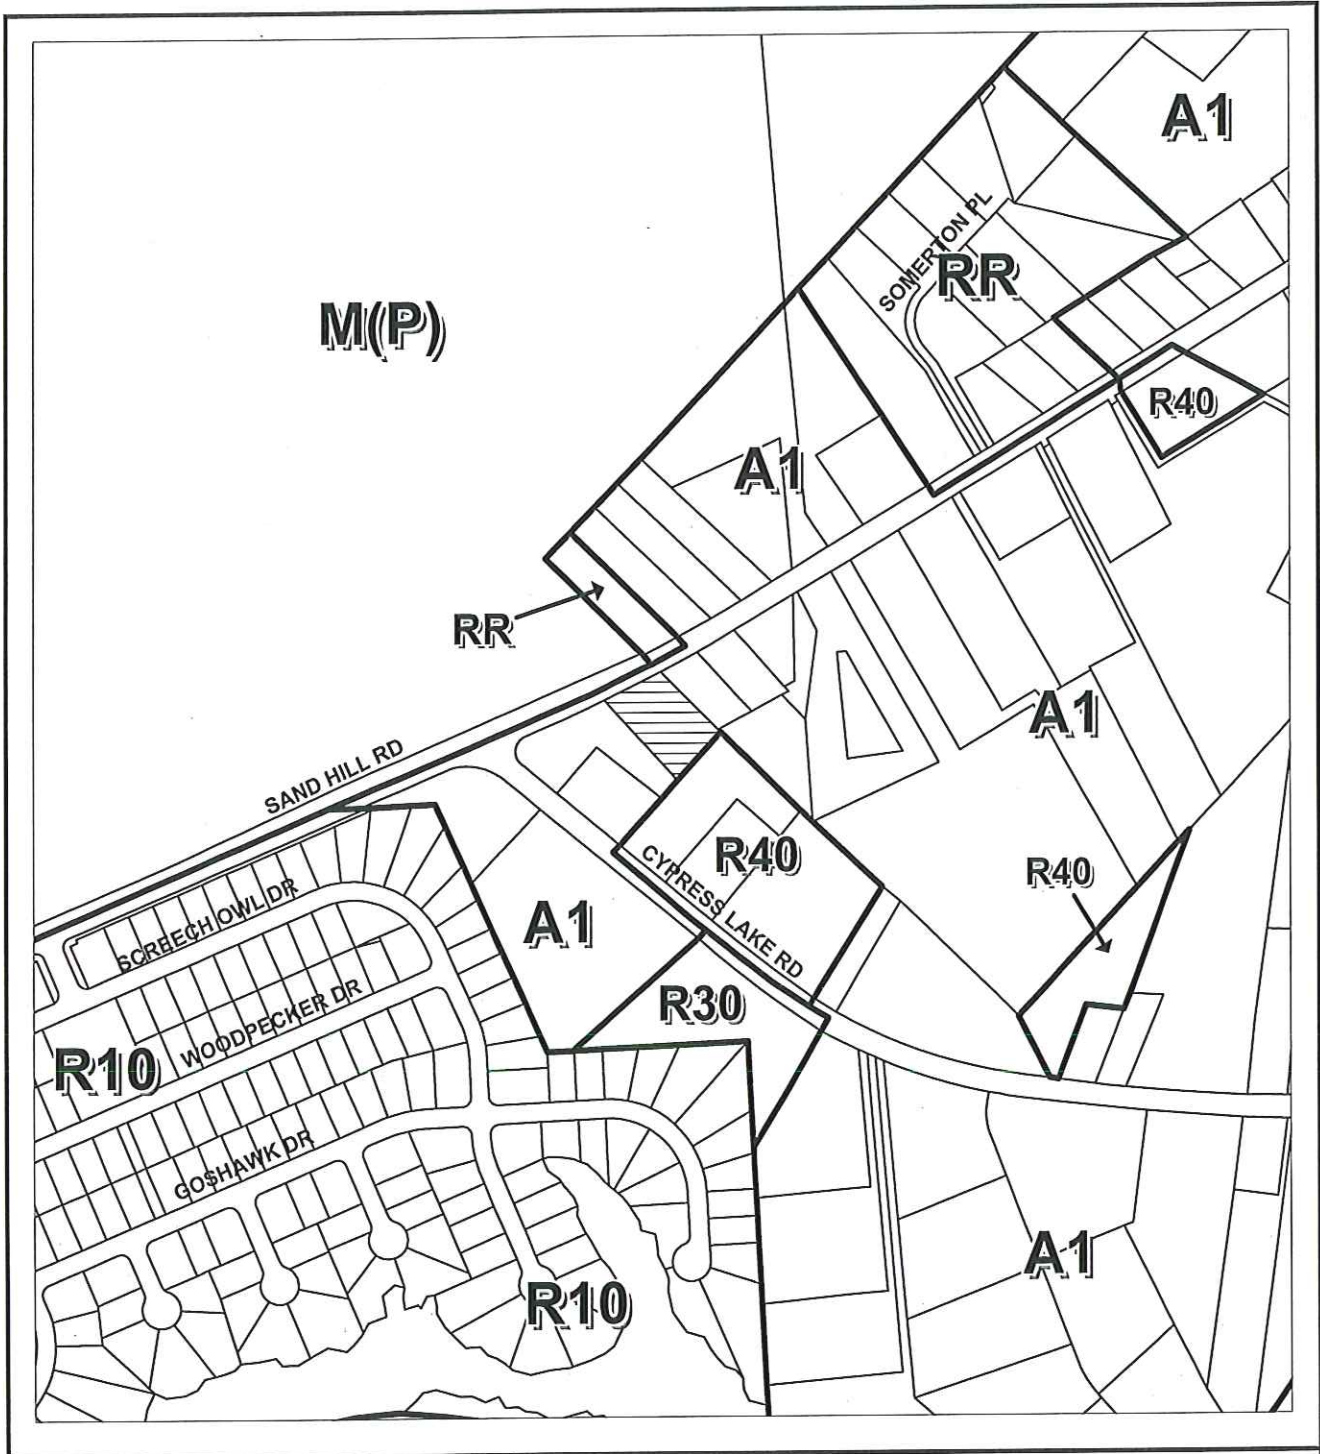 A1
SOMERTON PL
RR
M(P)
R40
A1
RR
A1
SAND HILL RD
R40
CYPRESS LAKE RD
R40
SCREECH OWL DR
A1
WOODPECKER DR
R30
R10
GOSHAWK DR
A1
R10